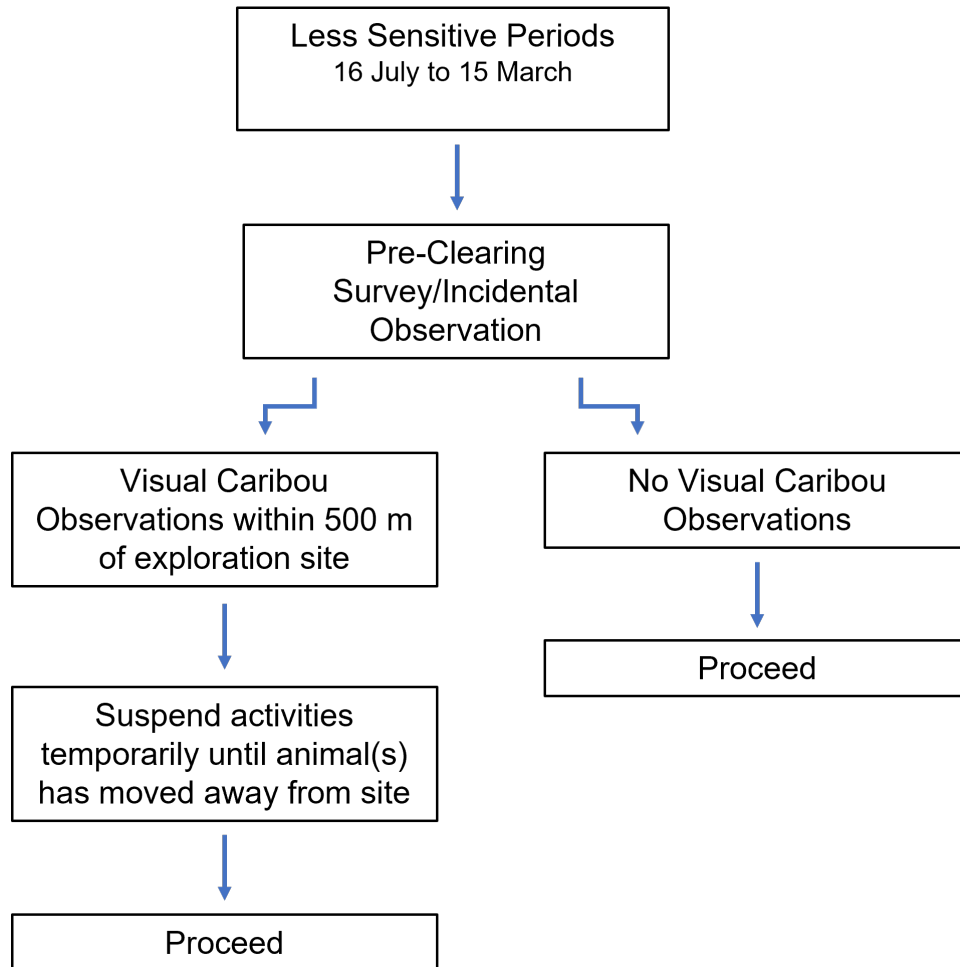 Less Sensitive Periods
16 July to 15 March
Pre-Clearing
Survey/Incidental
Observation
Visual Caribou
Observations within 500 m
of exploration site
No Visual Caribou
Observations
Suspend activities
temporarily until animal(s)
has moved away from site
Proceed
Proceed